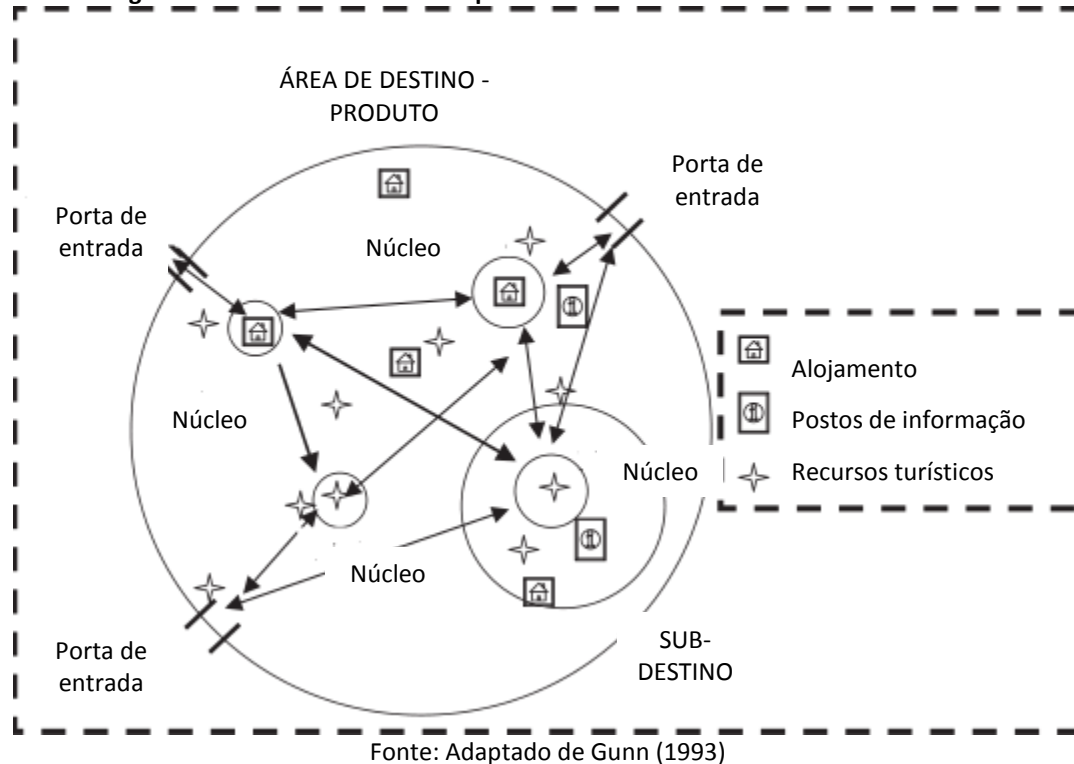 ÁREA DE DESTINO -
PRODUTO
Porta de
entrada
Porta de
entrada
Núcleo
Alojamento
Núcleo
Postos de informação
Núcleo
Recursos turísticos
Núcleo
SUB-
DESTINO
Porta de
entrada
Fonte: Adaptado de Gunn (1993)